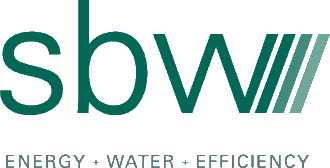 sbw
ENERGY + WATER + EFFICIENCY